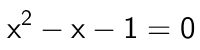 x² − x − 1 = 0